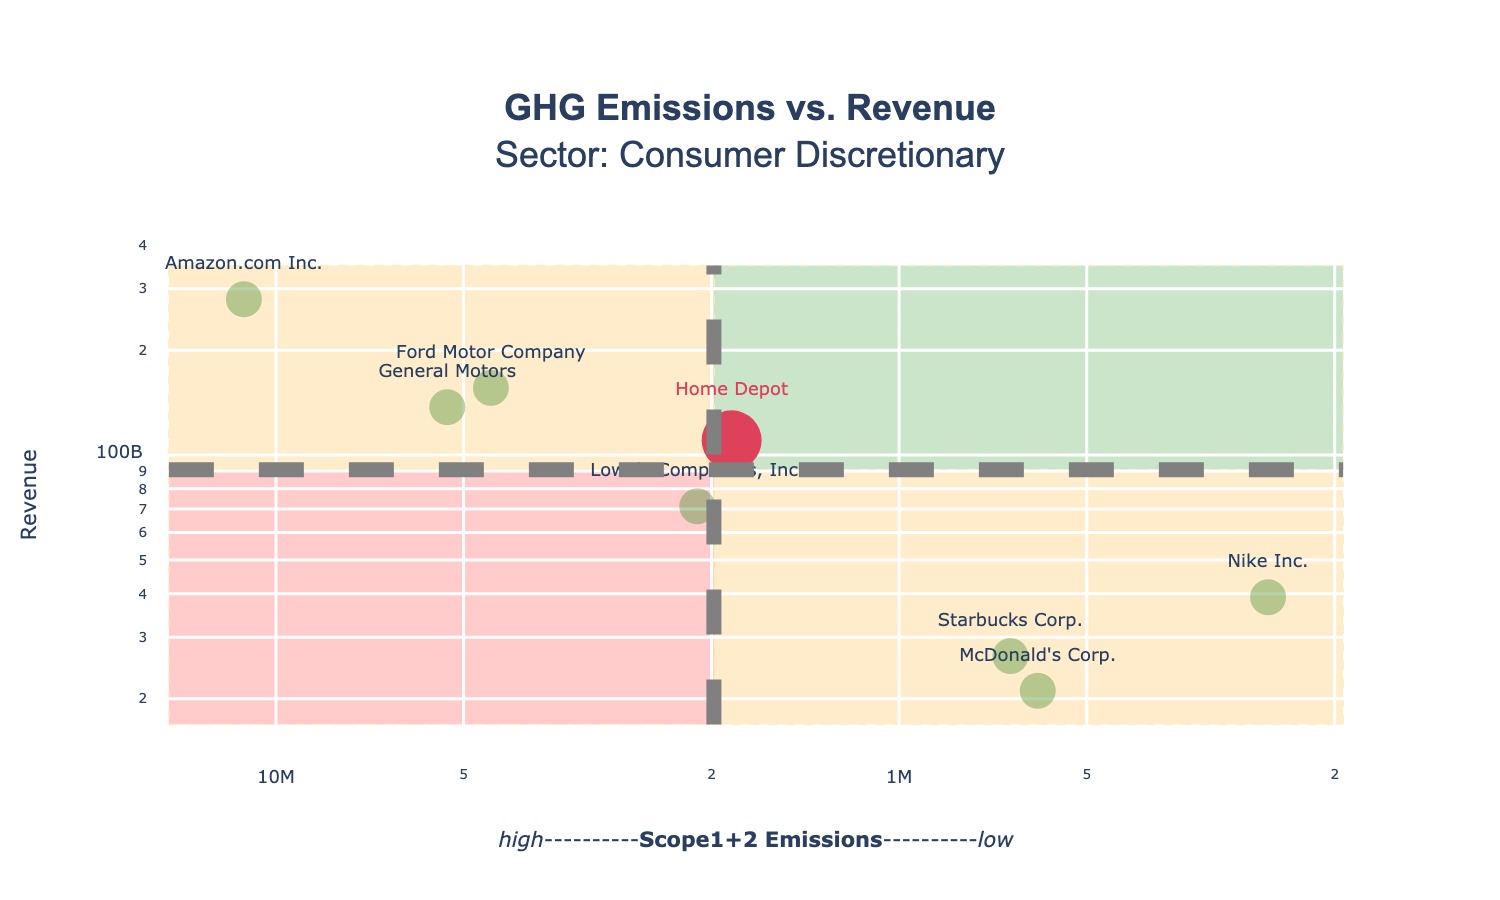 GHG Emissions vs. Revenue
Sector: Consumer Discretionary
4
Amazon.com Inc.
3
2
Ford Motor Company
General Motors
Home Depot
100B
9
8
7
6
5
4
3
2
Nike Inc.
Starbucks Corp.
McDonald's Corp.
Revenue
10M
5
2
1M
5
2
high----------Scope1+2 Emissions----------low